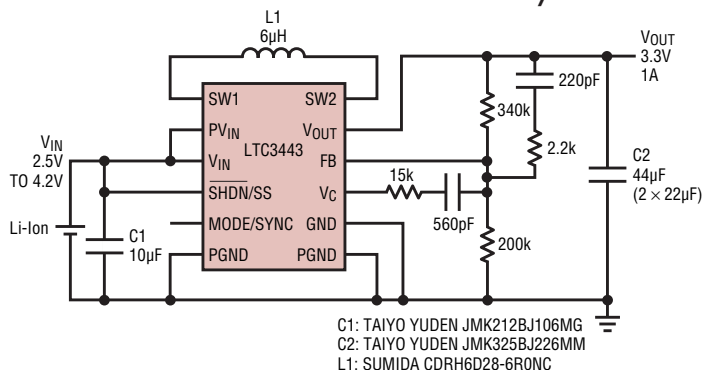 L1
6µH
VOUT
3.3V
1A
SW1
SW2
220pF
340k
PVIN
VOUT
VIN
2.5V
TO 4.2V
VIN
LTC3443
FB
2.2k
15k
C2
44µF
(2 × 22µF)
SHDN/SS
VC
Li-Ion
MODE/SYNC
GND
560pF
200k
C1
10µF
PGND
PGND
C1: TAIYO YUDEN JMK212BJ106MG
C2: TAIYO YUDEN JMK325BJ226MM
L1: SUMIDA CDRH6D28-6R0NC